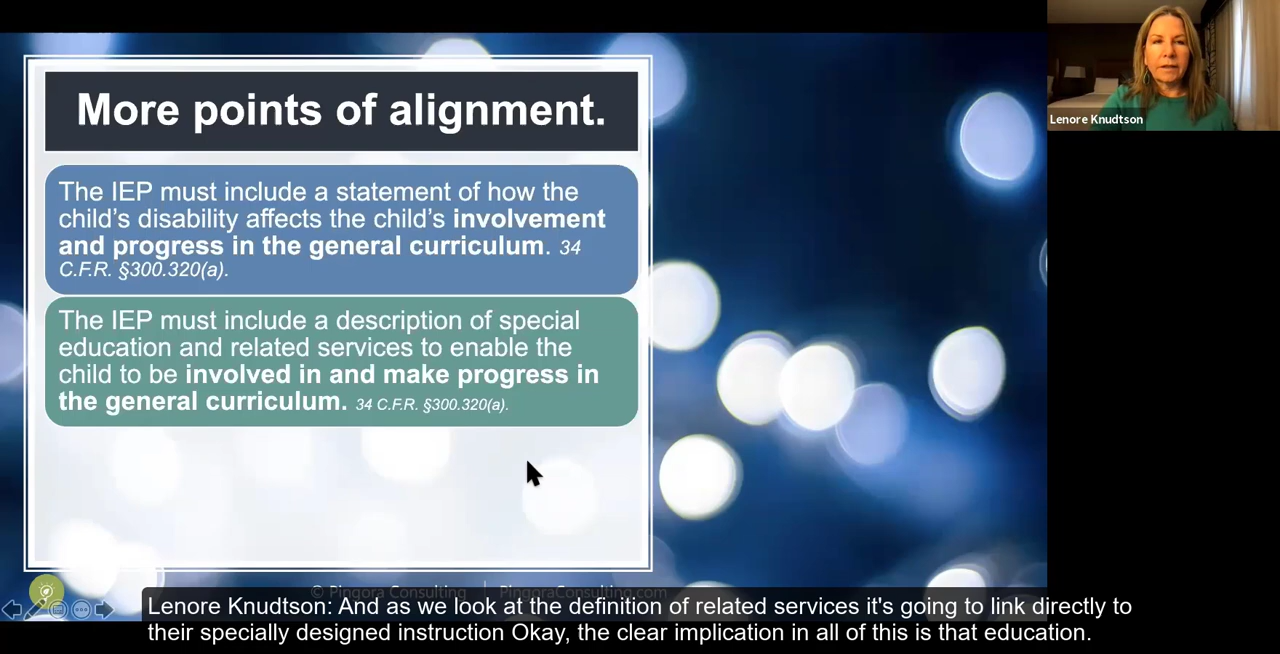 More points of alignment.
The IEP must include a statement of how the
child's disability affects the child's involvement
and progress in the general curriculum. 34
C.F.R. §300.320(a).
The IEP must include a description of special
education and related services to enable the
child to be involved in and make progress in
the general curriculum. 34 C.F.R. §300.320(a).
© Pingora Consulting | PingoraConsulting.com
Lenore Knudtson: And as we look at the definition of related services it's going to link directly to
their specially designed instruction Okay, the clear implication in all of this is that education.
Lenore Knudtson